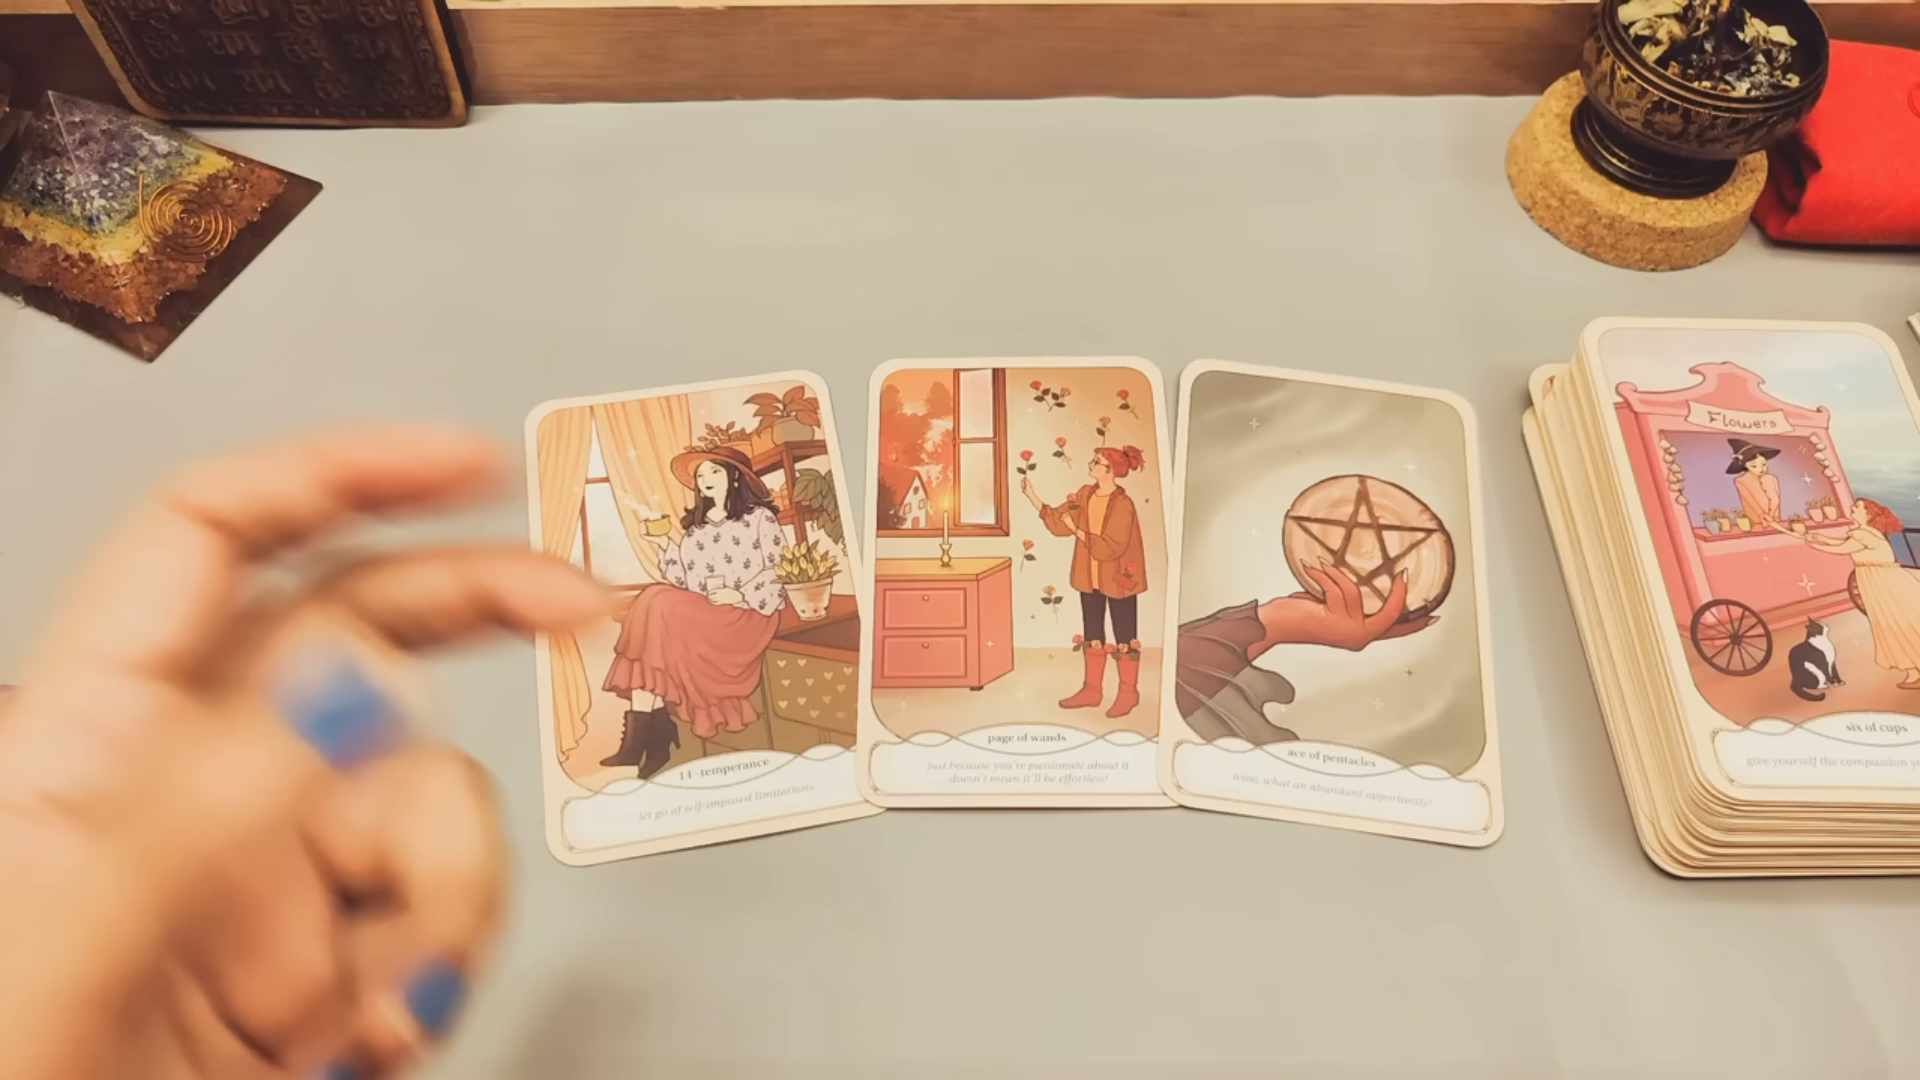 14 · temperance
let go of self-imposed limitations.
page of wands
just because you're passionate about it
doesn't mean it'll be effortless!
ace of pentacles
wow, what an abundant opportunity!
Flowers
six of cups
give yourself the compassion